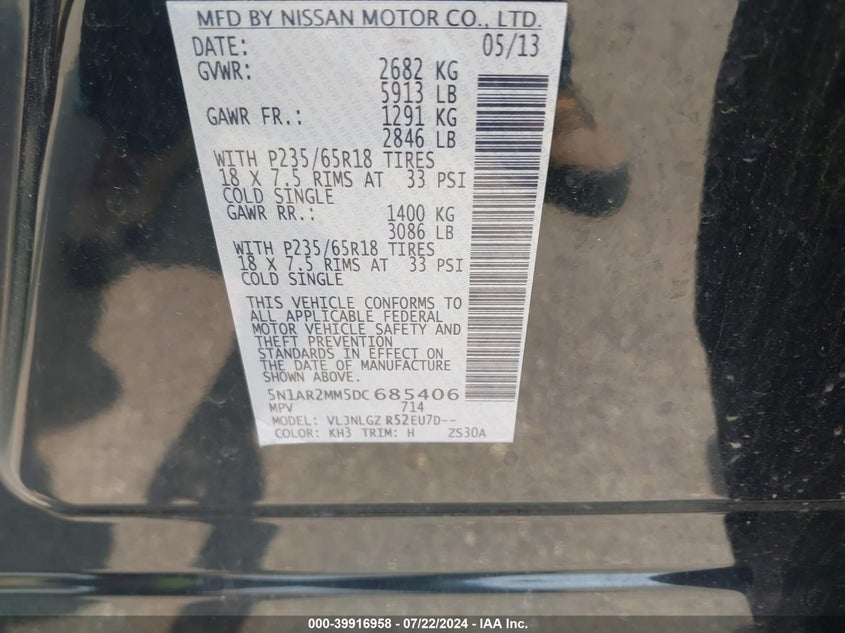 MFD BY NISSAN MOTOR CO., LTD.
DATE: 05/13
GVWR: 2682 KG
5913 LB
GAWR FR.: 1291 KG
2846 LB
WITH P235/65R18 TIRES
18 X 7.5 RIMS AT 33 PSI
COLD SINGLE
GAWR RR.: 1400 KG
3086 LB
WITH P235/65R18 TIRES
18 X 7.5 RIMS AT 33 PSI
COLD SINGLE
THIS VEHICLE CONFORMS TO
ALL APPLICABLE FEDERAL
MOTOR VEHICLE SAFETY AND
THEFT PREVENTION
STANDARDS IN EFFECT ON
THE DATE OF MANUFACTURE
SHOWN ABOVE.
5N1AR2MM5DC685406
MPV 714
MODEL: VLJNLGZ R52EU7D--
COLOR: KH3 TRIM: H ZS30A
000-39916958 - 07/22/2024 - IAA Inc.